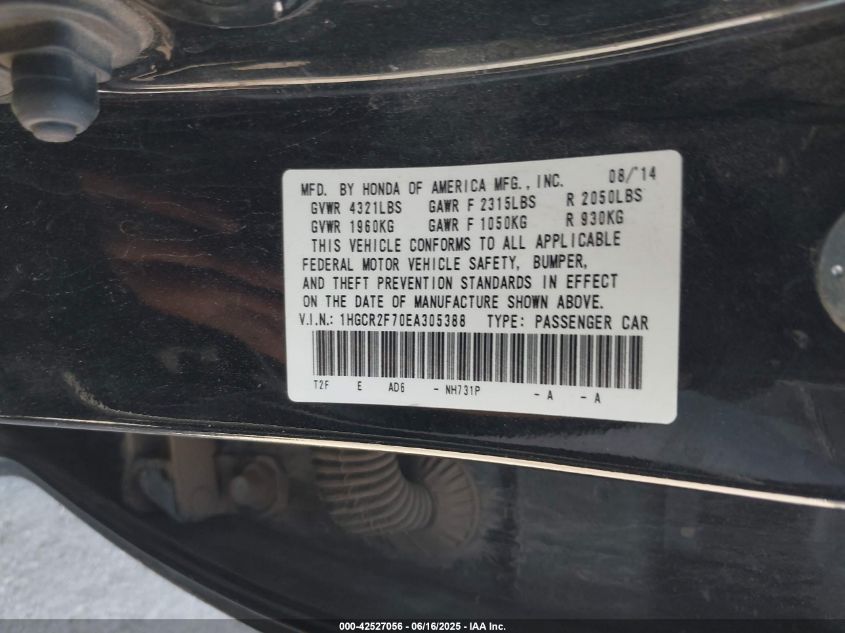 MFD. BY HONDA OF AMERICA MFG., INC. 08/'14
GVWR 4321LBS GAWR F 2315LBS R 2050LBS
GVWR 1960KG GAWR F 1050KG R 930KG
THIS VEHICLE CONFORMS TO ALL APPLICABLE
FEDERAL MOTOR VEHICLE SAFETY, BUMPER,
AND THEFT PREVENTION STANDARDS IN EFFECT
ON THE DATE OF MANUFACTURE SHOWN ABOVE.
V.I.N.: 1HGCR2F70EA305388 TYPE: PASSENGER CAR
T2F E AD6 - NH731P - A - A
000-42527056 - 06/16/2025 - IAA Inc.